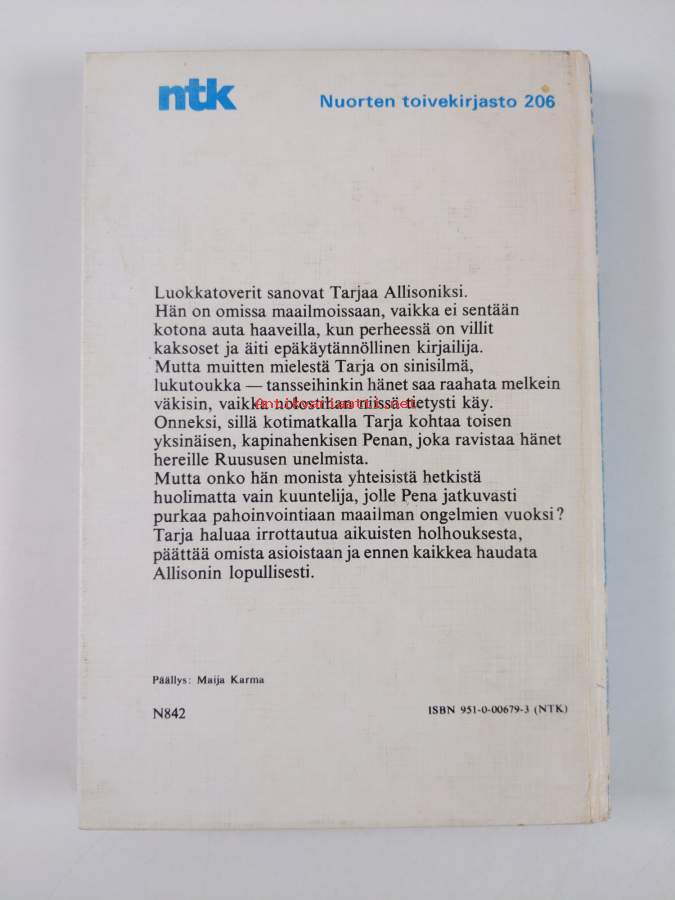 ntk
Nuorten toivekirjasto 206
Luokkatoverit sanovat Tarjaa Allisoniksi.
Hän on omissa maailmoissaan, vaikka ei sentään
kotona auta haaveilla, kun perheessä on villit
kaksoset ja äiti epäkäytännöllinen kirjailija.
Mutta muitten mielestä Tarja on sinisilmä,
lukutoukka — tansseihinkin hänet saa raahata melkein
väkisin, vaikka nolostihan niissä tietysti käy.
Onneksi, sillä kotimatkalla Tarja kohtaa toisen
yksinäisen, kapinahenkisen Penan, joka ravistaa hänet
hereille Ruususen unelmista.
Mutta onko hän monista yhteisistä hetkistä
huolimatta vain kuuntelija, jolle Pena jatkuvasti
purkaa pahoinvointiaan maailman ongelmien vuoksi?
Tarja haluaa irrottautua aikuisten holhouksesta,
päättää omista asioistaan ja ennen kaikkea haudata
Allisonin lopullisesti.
Päällys: Maija Karma
N842
ISBN 951-0-00679-3 (NTK)